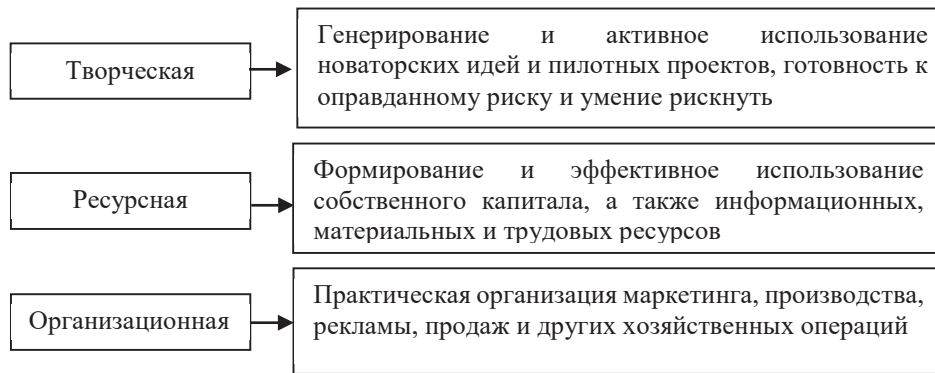 Творческая
Генерирование и активное использование
новаторских идей и пилотных проектов, готовность к
оправданному риску и умение рискнуть
Ресурсная
Формирование и эффективное использование
собственного капитала, а также информационных,
материальных и трудовых ресурсов
Организационная
Практическая организация маркетинга, производства,
рекламы, продаж и других хозяйственных операций